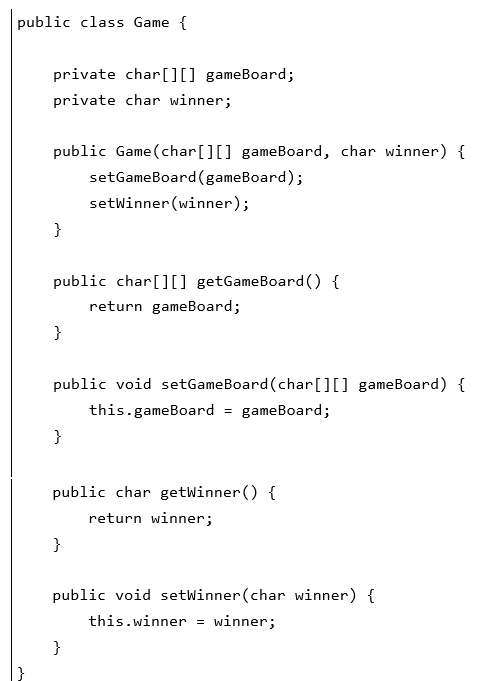 public class Game {
    private char[][] gameBoard;
    private char winner;
    public Game(char[][] gameBoard, char winner) {
        setGameBoard(gameBoard);
        setWinner(winner);
    }
    public char[][] getGameBoard() {
        return gameBoard;
    }
    public void setGameBoard(char[][] gameBoard) {
        this.gameBoard = gameBoard;
    }
    public char getWinner() {
        return winner;
    }
    public void setWinner(char winner) {
        this.winner = winner;
    }
}